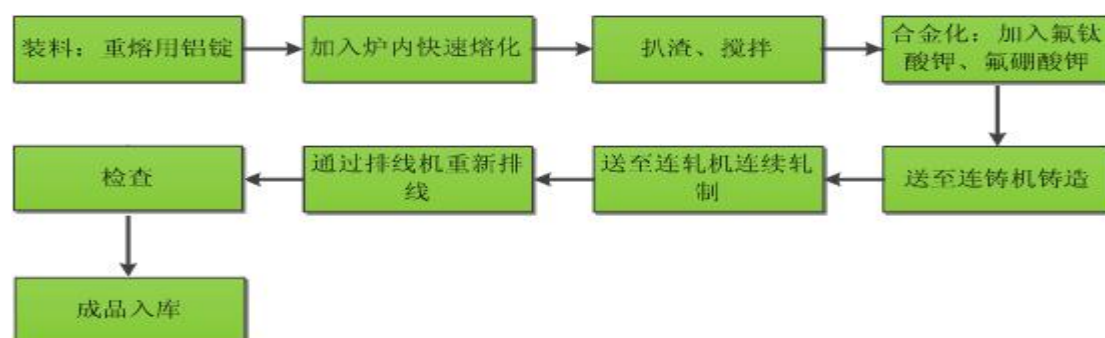 装料：重熔用铝锭
加入炉内快速熔化
扒渣、搅拌
合金化：加入氟钛
酸钾、氟硼酸钾
送至连铸机铸造
送至连轧机连续轧
制
通过排线机重新排
线
检查
成品入库